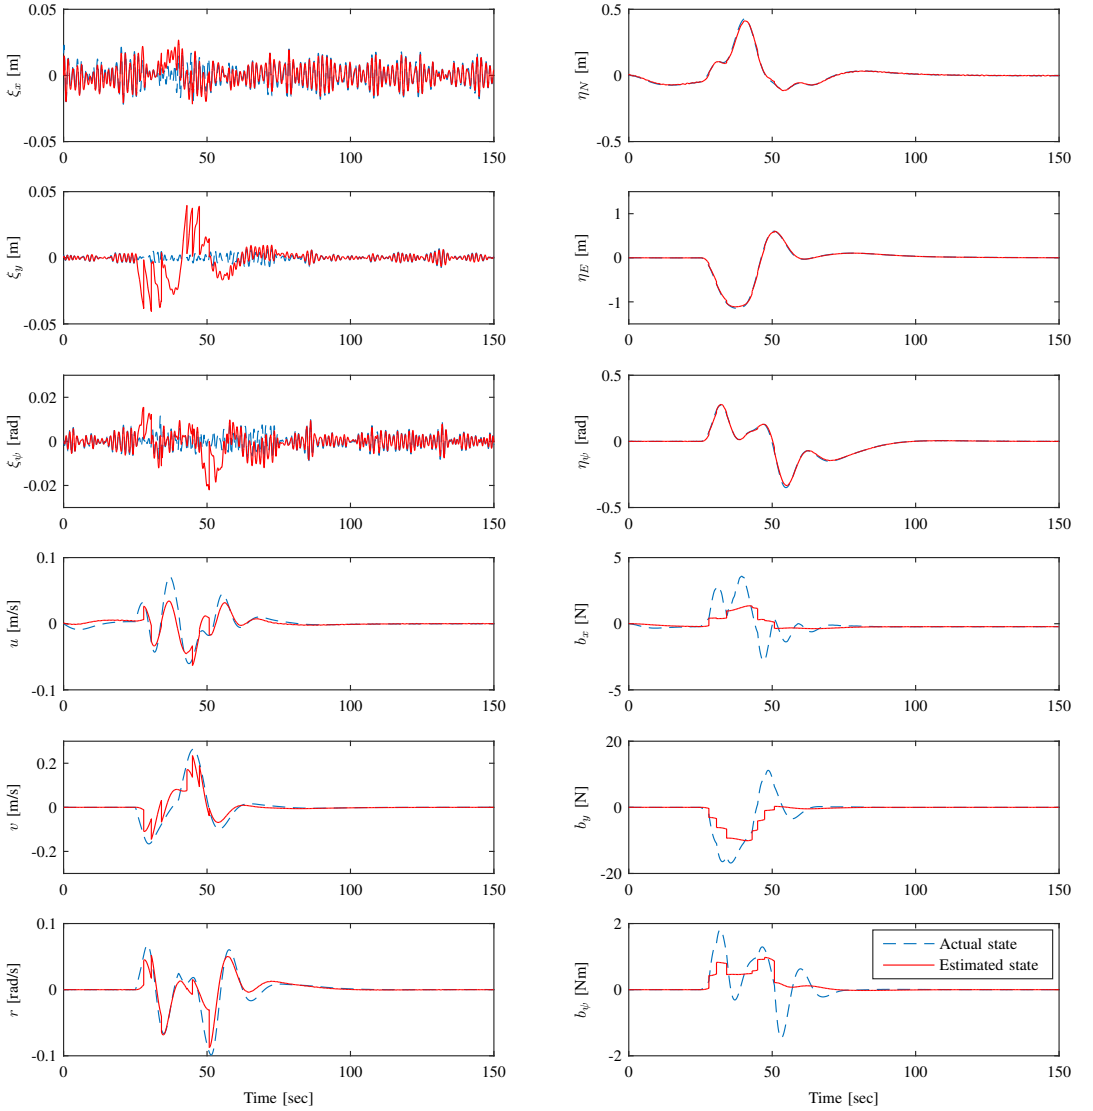 0.05
0
-0.05
ξx [m]
0 50 100 150
0.5
0
-0.5
ηN [m]
0 50 100 150
0.05
0
-0.05
ξy [m]
0 50 100 150
1
0
-1
ηE [m]
0 50 100 150
0.02
0
-0.02
ξψ [rad]
0 50 100 150
0.5
0
-0.5
ηψ [rad]
0 50 100 150
0.1
0
-0.1
u [m/s]
0 50 100 150
5
0
-5
bx [N]
0 50 100 150
0.2
0
-0.2
v [m/s]
0 50 100 150
20
0
-20
by [N]
0 50 100 150
0.1
0
-0.1
r [rad/s]
0 50 100 150
Time [sec]
2
0
-2
bψ [Nm]
Actual state
Estimated state
0 50 100 150
Time [sec]